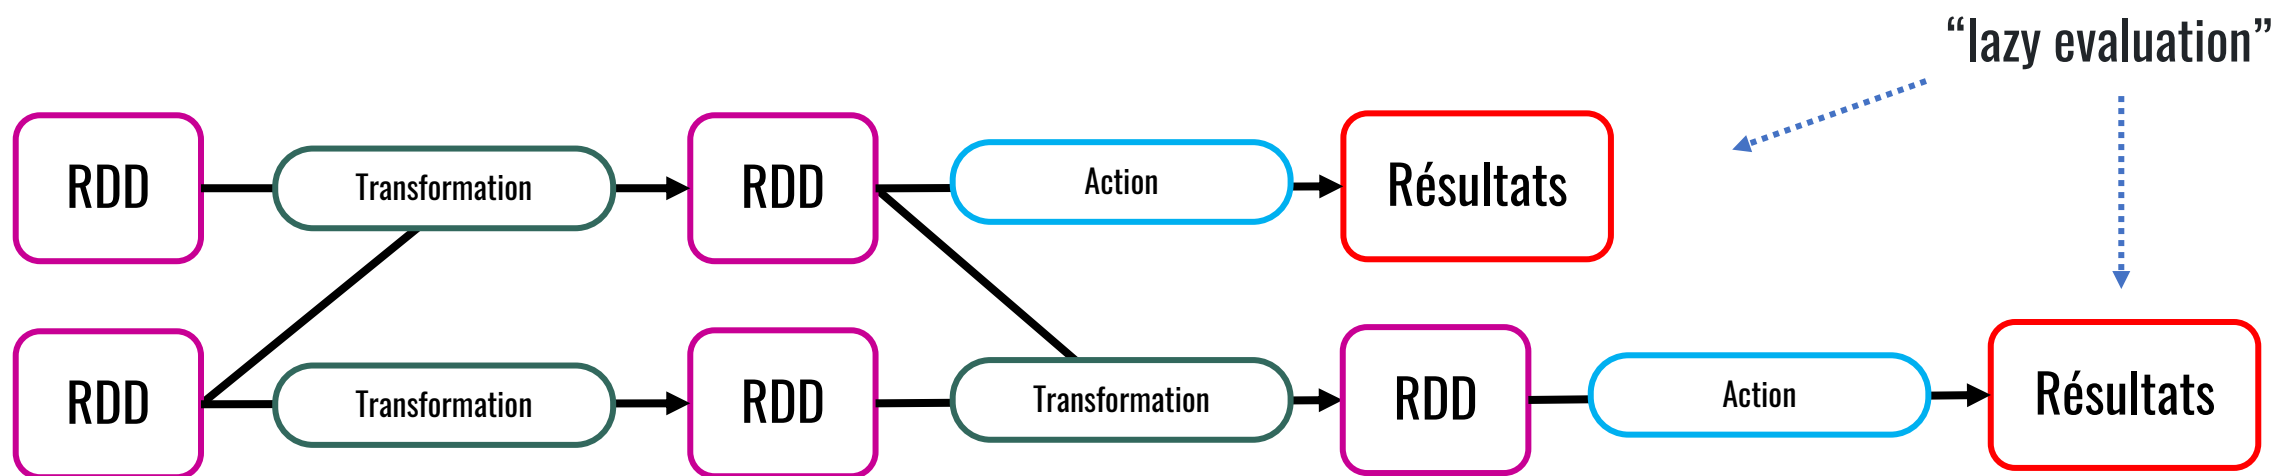 “lazy evaluation”
RDD
Transformation
RDD
Action
Résultats
RDD
Transformation
RDD
Transformation
RDD
Action
Résultats